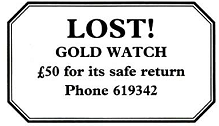 LOST!
GOLD WATCH
£50 for its safe return
Phone 619342